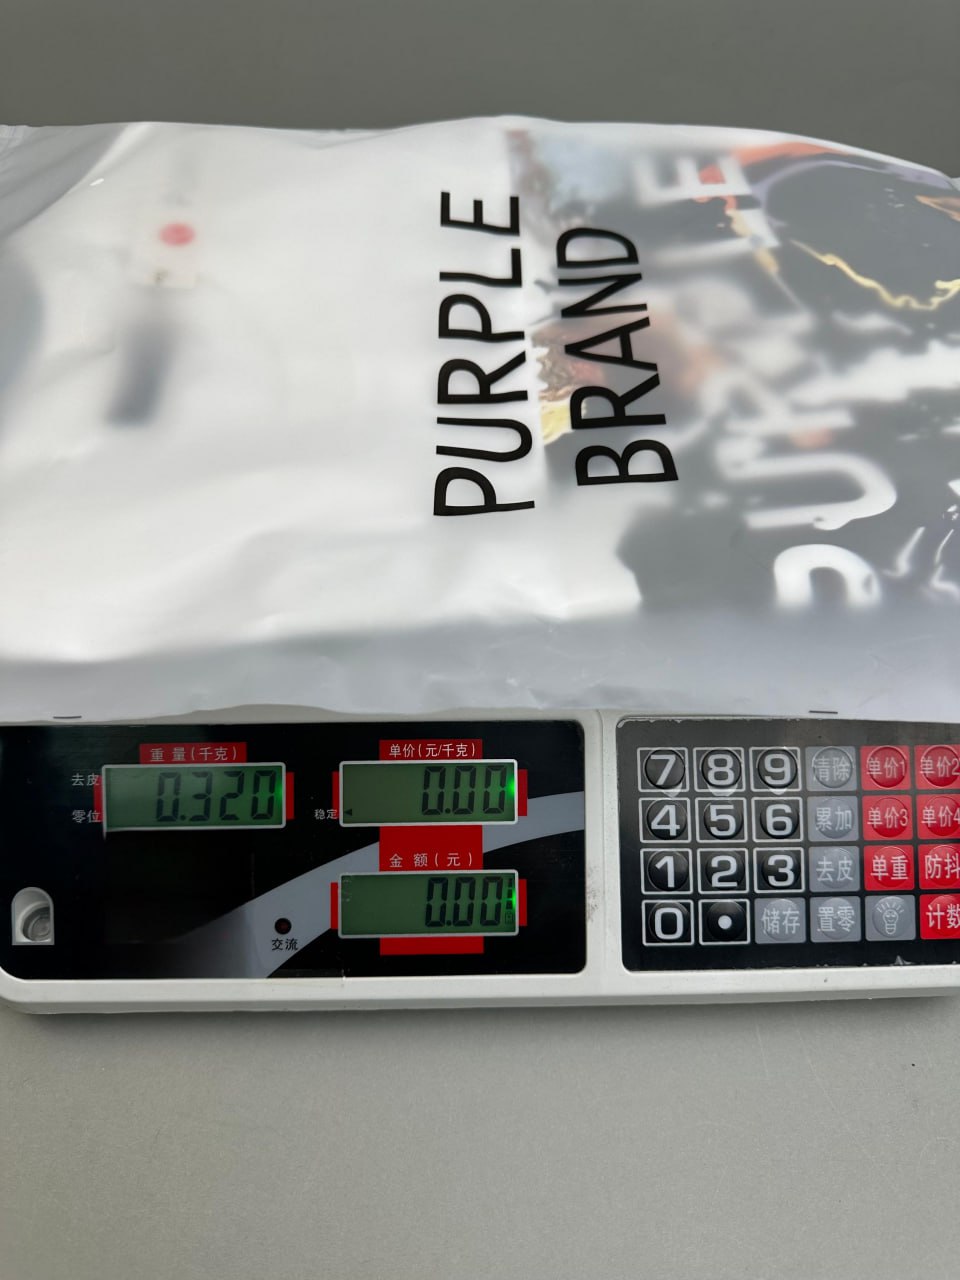 PURPLE
BRAND
重量(千克)
单价(元/千克)
去皮
0.320
0.00
零位
稳定
金额(元)
0.00
交流
7 8 9 清除 单价1 单价2
4 5 6 累加 单价3 单价4
1 2 3 去皮 单重 防抖
0 . 储存 置零 计数